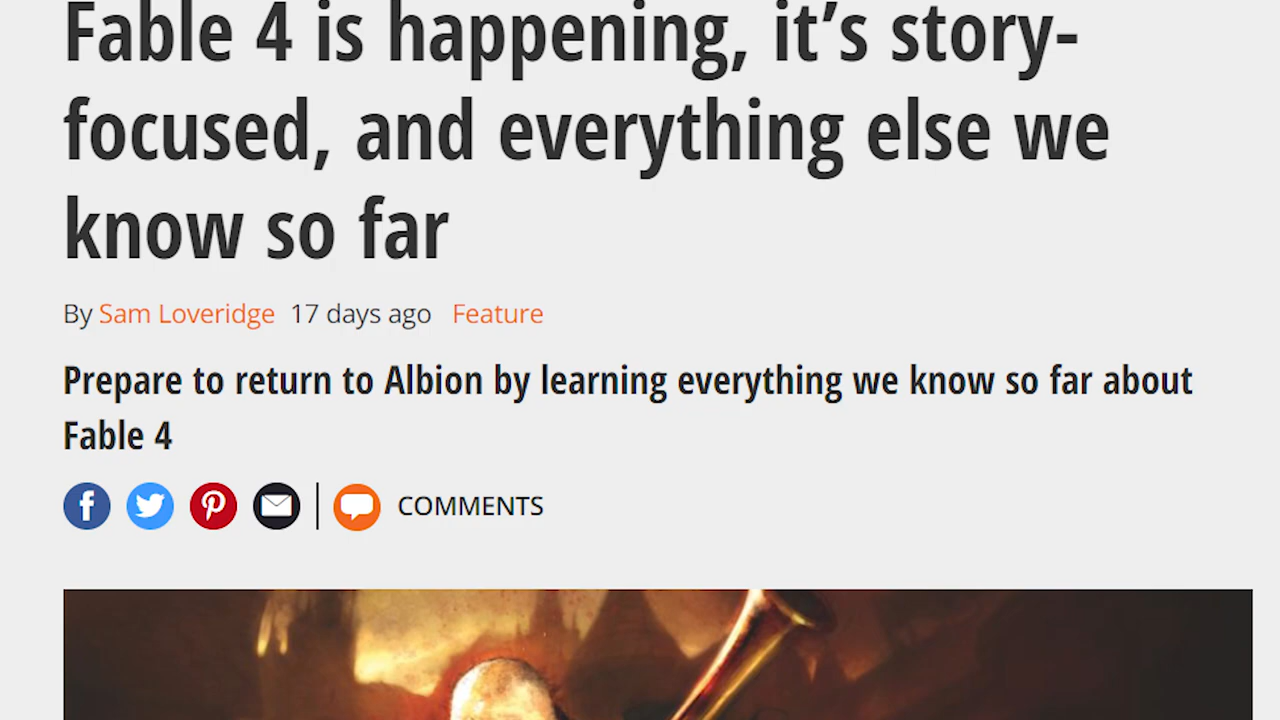 Fable 4 is happening, it’s story-
focused, and everything else we
know so far
By Sam Loveridge 17 days ago Feature
Prepare to return to Albion by learning everything we know so far about
Fable 4
COMMENTS